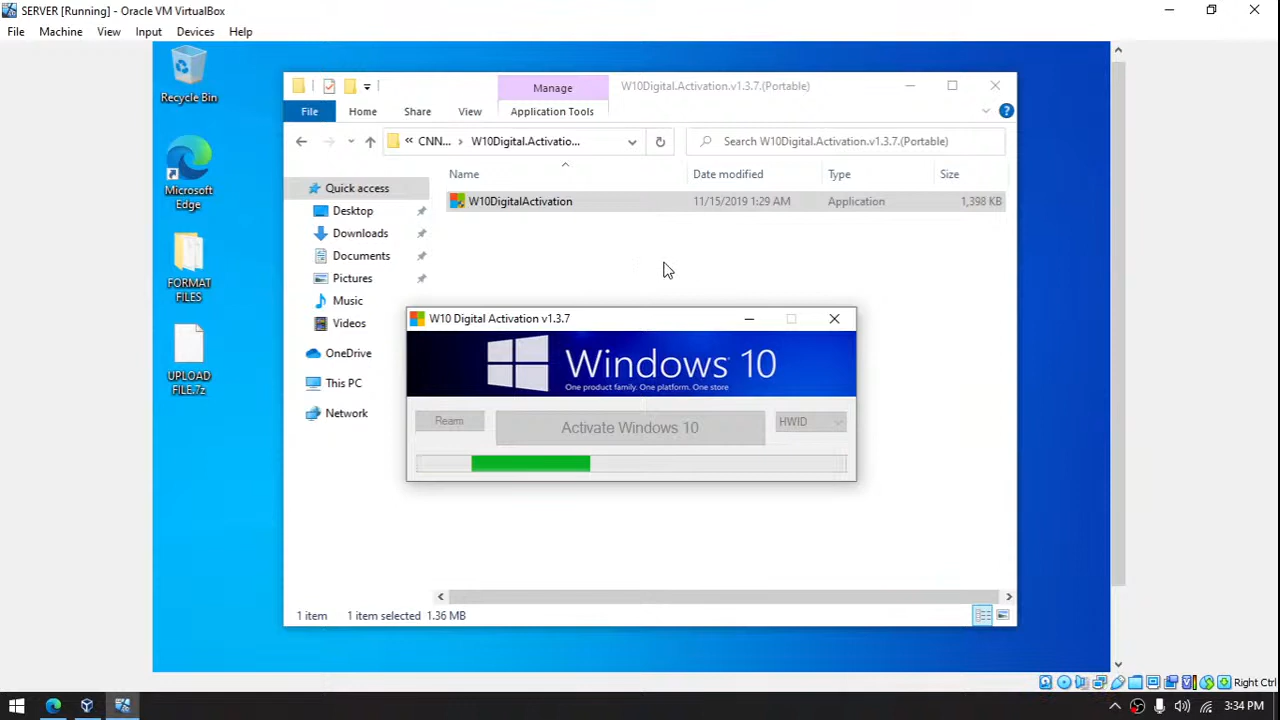 SERVER [Running] - Oracle VM VirtualBox
File Machine View Input Devices Help
Recycle Bin
Microsoft
Edge
FORMAT
FILES
UPLOAD
FILE.7z
Manage
W10Digital.Activation.v1.3.7.(Portable)
File Home Share View Application Tools
« CNN... › W10Digital.Activatio...
Search W10Digital.Activation.v1.3.7.(Portable)
Name Date modified Type Size
W10DigitalActivation 11/15/2019 1:29 AM Application 1,398 KB
Quick access
Desktop
Downloads
Documents
Pictures
Music
Videos
OneDrive
This PC
Network
W10 Digital Activation v1.3.7
Windows 10
One product family. One platform. One store
Rearm Activate Windows 10 HWID
1 item 1 item selected 1.36 MB
Right Ctrl
3:34 PM